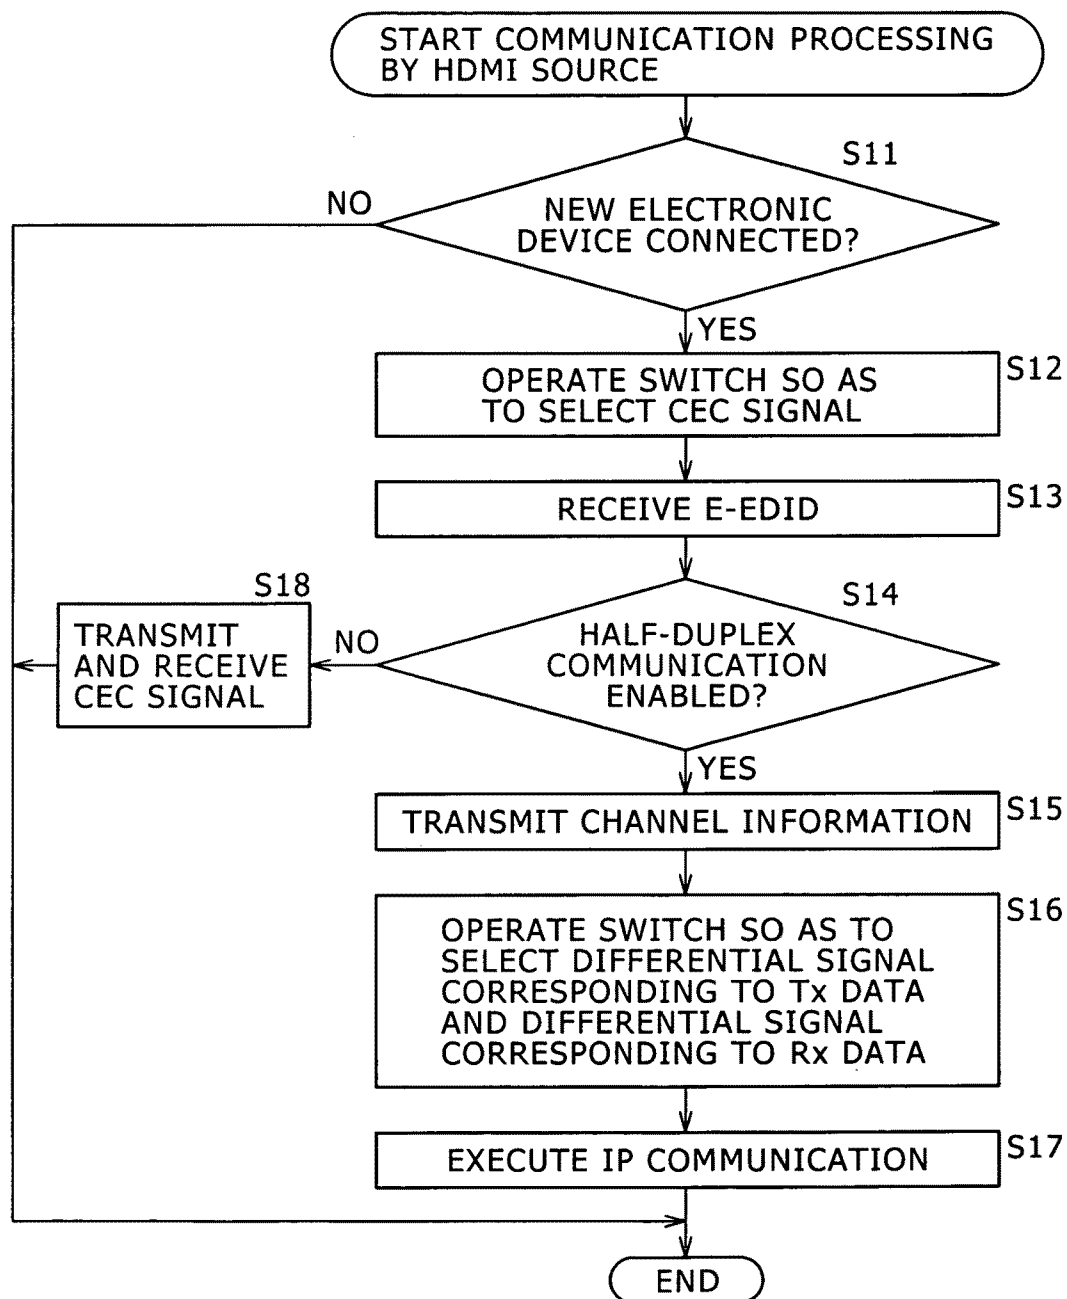 START COMMUNICATION PROCESSING
BY HDMI SOURCE
S11
NO
NEW ELECTRONIC
DEVICE CONNECTED?
YES
S12
OPERATE SWITCH SO AS
TO SELECT CEC SIGNAL
S13
RECEIVE E-EDID
S18
S14
TRANSMIT
AND RECEIVE
CEC SIGNAL
NO
HALF-DUPLEX
COMMUNICATION
ENABLED?
YES
S15
TRANSMIT CHANNEL INFORMATION
S16
OPERATE SWITCH SO AS TO
SELECT DIFFERENTIAL SIGNAL
CORRESPONDING TO Tx DATA
AND DIFFERENTIAL SIGNAL
CORRESPONDING TO Rx DATA
S17
EXECUTE IP COMMUNICATION
END